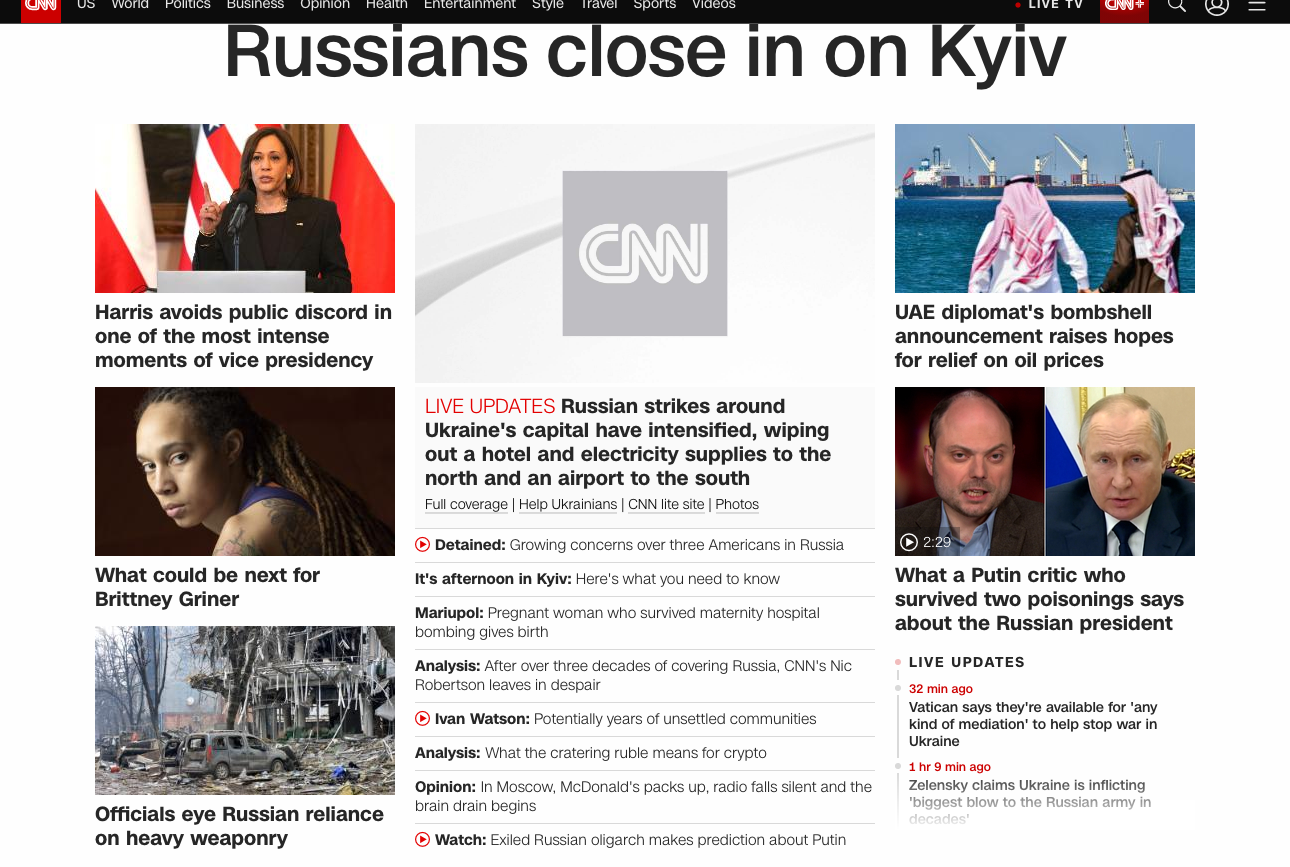 CNN US World Politics Business Opinion Health Entertainment Style Travel Sports Videos LIVE TV CNN+
Russians close in on Kyiv
Harris avoids public discord in
one of the most intense
moments of vice presidency
What could be next for
Brittney Griner
Officials eye Russian reliance
on heavy weaponry
CNN
LIVE UPDATES Russian strikes around
Ukraine's capital have intensified, wiping
out a hotel and electricity supplies to the
north and an airport to the south
Full coverage | Help Ukrainians | CNN lite site | Photos
Detained: Growing concerns over three Americans in Russia
It's afternoon in Kyiv: Here's what you need to know
Mariupol: Pregnant woman who survived maternity hospital
bombing gives birth
Analysis: After over three decades of covering Russia, CNN's Nic
Robertson leaves in despair
Ivan Watson: Potentially years of unsettled communities
Analysis: What the cratering ruble means for crypto
Opinion: In Moscow, McDonald's packs up, radio falls silent and the
brain drain begins
Watch: Exiled Russian oligarch makes prediction about Putin
UAE diplomat's bombshell
announcement raises hopes
for relief on oil prices
2:29
What a Putin critic who
survived two poisonings says
about the Russian president
LIVE UPDATES
32 min ago
Vatican says they're available for 'any
kind of mediation' to help stop war in
Ukraine
1 hr 9 min ago
Zelensky claims Ukraine is inflicting
'biggest blow to the Russian army in
decades'